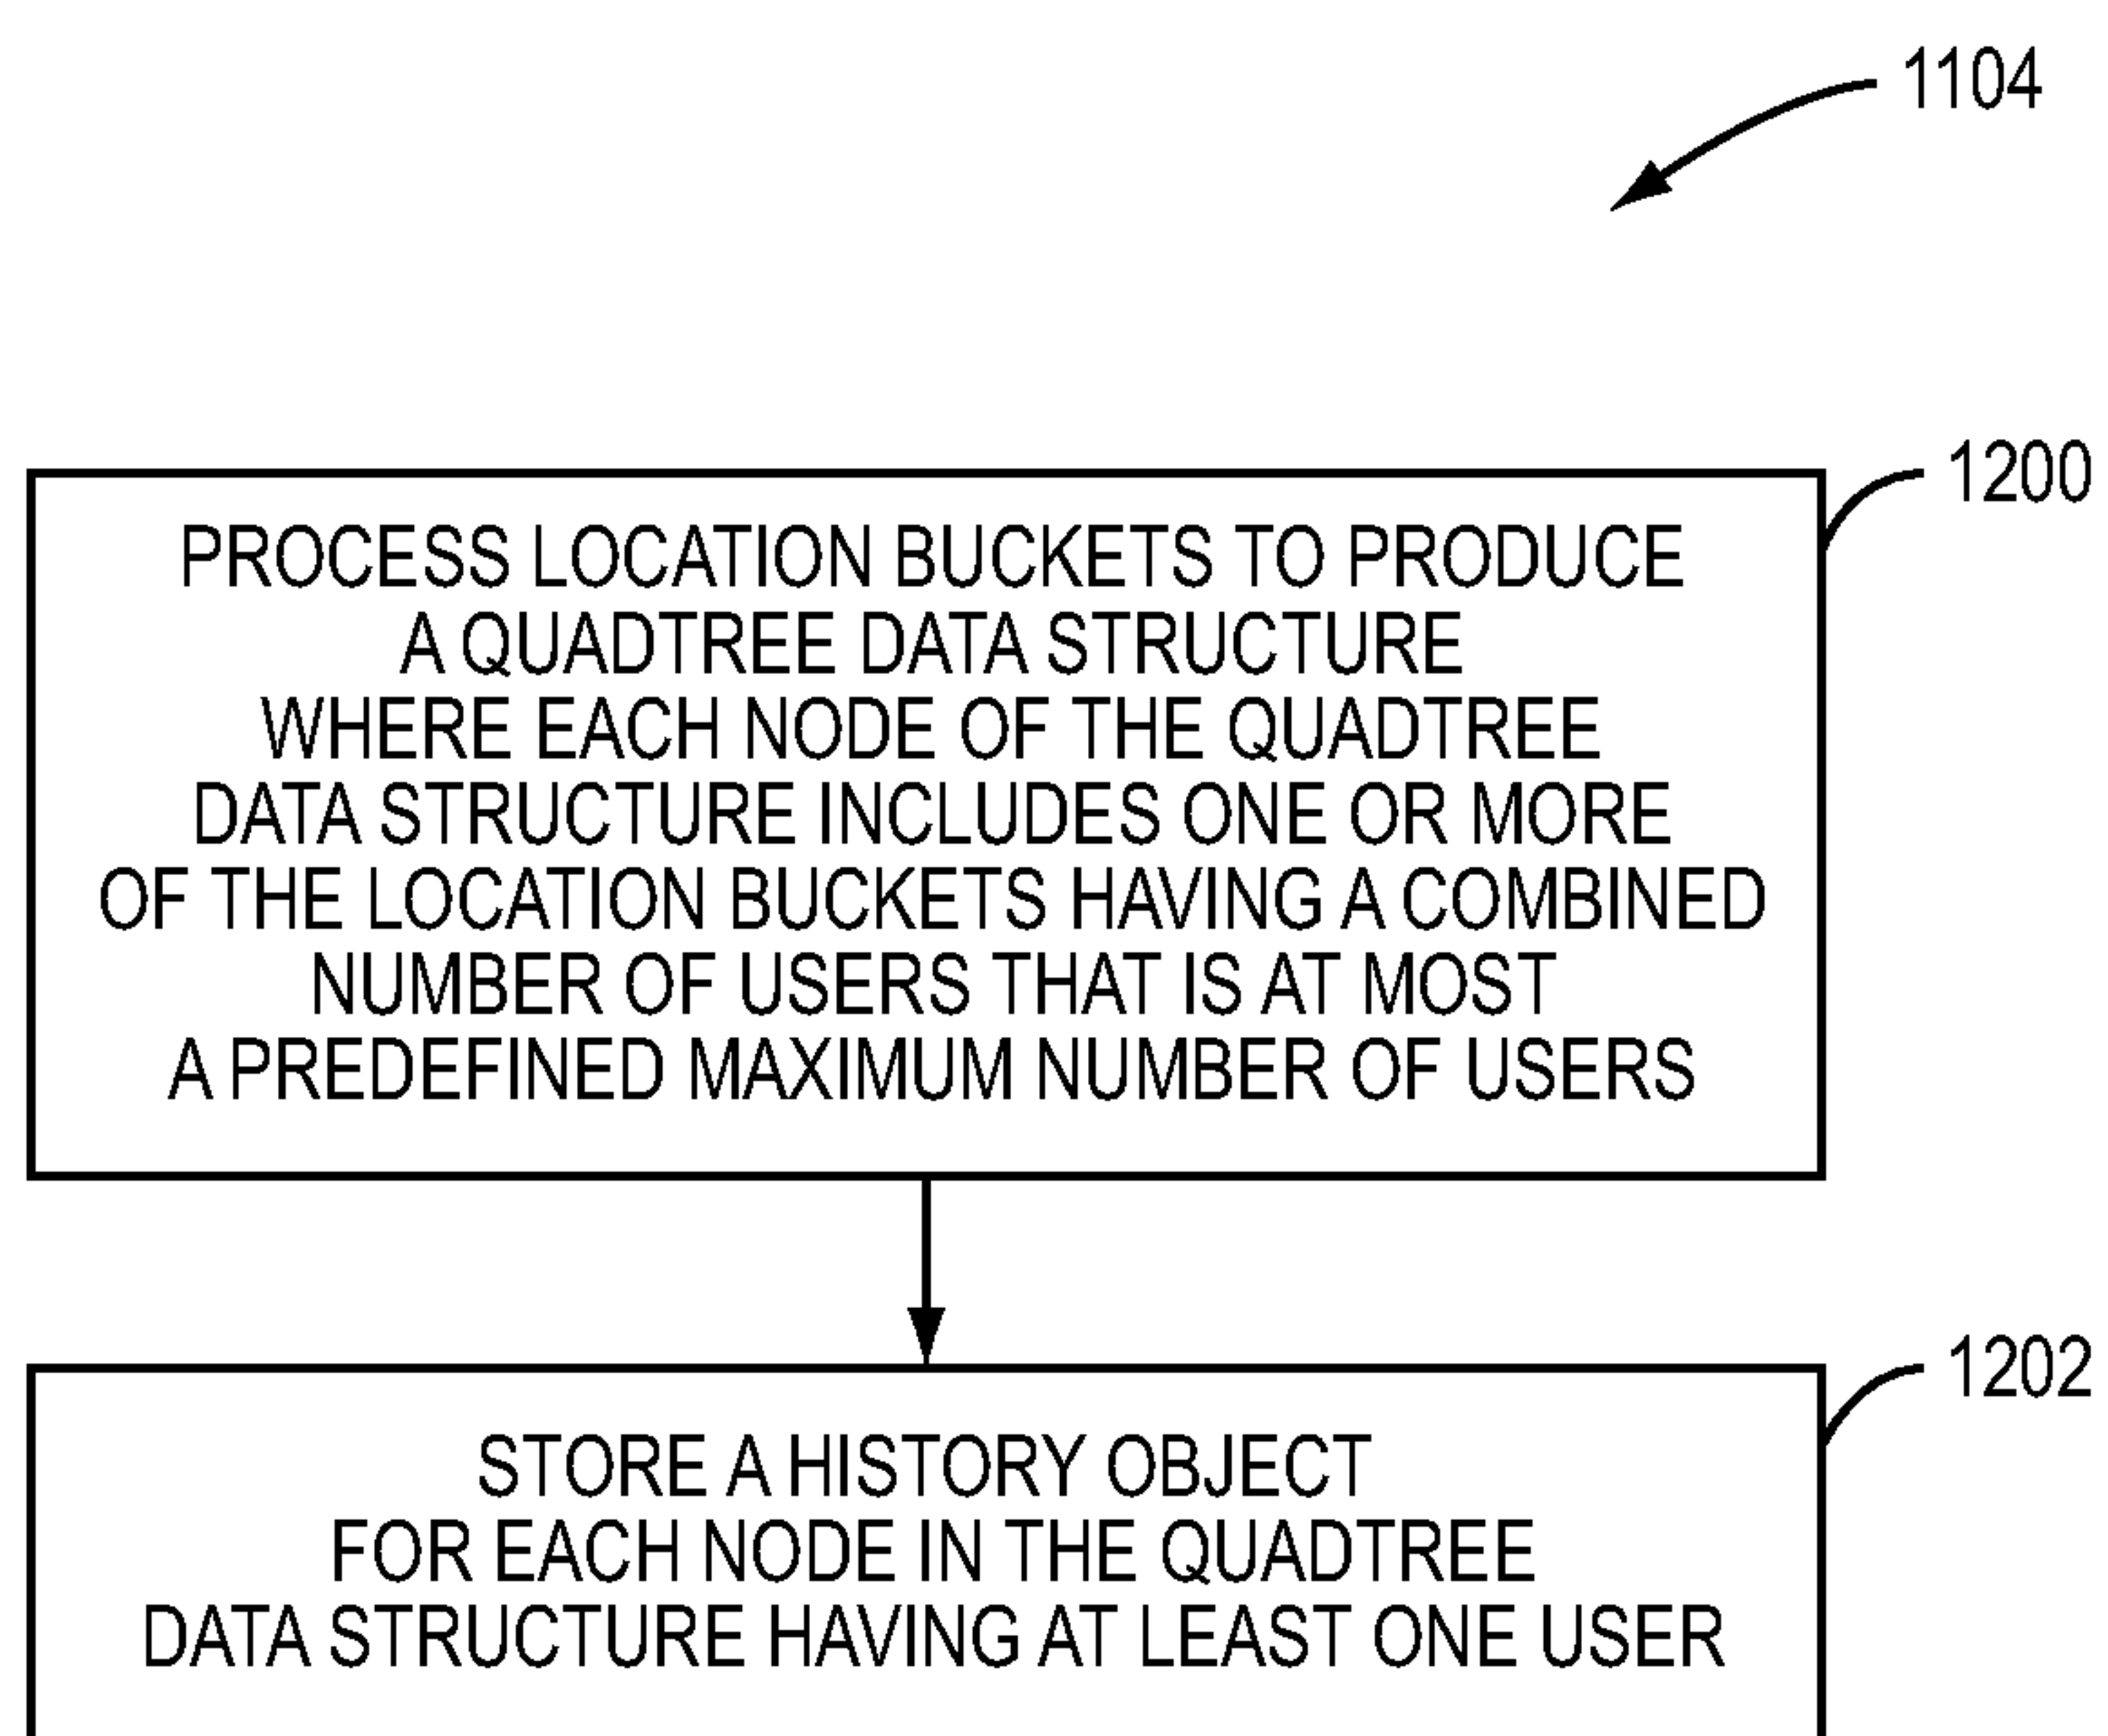 1104
1200
PROCESS LOCATION BUCKETS TO PRODUCE
A QUADTREE DATA STRUCTURE
WHERE EACH NODE OF THE QUADTREE
DATA STRUCTURE INCLUDES ONE OR MORE
OF THE LOCATION BUCKETS HAVING A COMBINED
NUMBER OF USERS THAT IS AT MOST
A PREDEFINED MAXIMUM NUMBER OF USERS
1202
STORE A HISTORY OBJECT
FOR EACH NODE IN THE QUADTREE
DATA STRUCTURE HAVING AT LEAST ONE USER